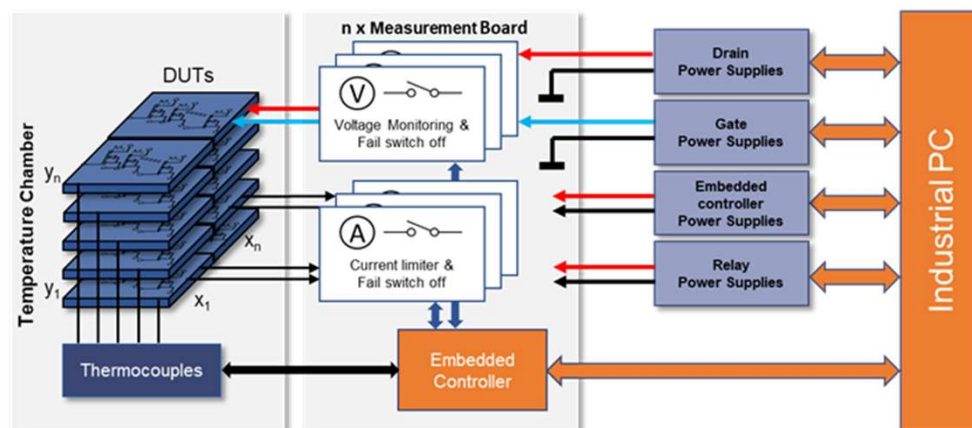 n x Measurement Board
DUTs
Temperature Chamber
yn
y1
xn
x1
V
Voltage Monitoring &
Fail switch off
A
Current limiter &
Fail switch off
Thermocouples
Embedded
Controller
Drain
Power Supplies
Gate
Power Supplies
Embedded
controller
Power Supplies
Relay
Power Supplies
Industrial PC